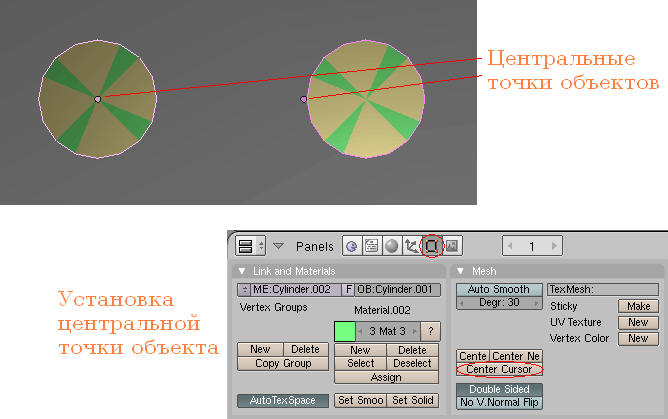 Центральные
точки объектов
Установка
центральной
точки объекта
Panels
1
Link and Materials
ME:Cylinder.002
F
OB:Cylinder.001
Vertex Groups
Material.002
3 Mat 3
?
New
Delete
Copy Group
New
Delete
Select
Deselect
Assign
AutoTexSpace
Set Smoo
Set Solid
Mesh
Auto Smooth
Degr: 30
TexMesh:
Sticky
Make
UV Texture
New
Vertex Color
New
Cente
Center Ne
Center Cursor
Double Sided
No V.Normal Flip